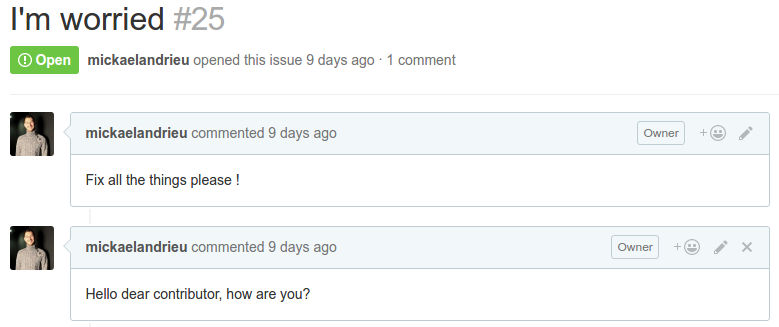 I'm worried #25
Open mickaelandrieu opened this issue 9 days ago · 1 comment
mickaelandrieu commented 9 days ago Owner
Fix all the things please !
mickaelandrieu commented 9 days ago Owner
Hello dear contributor, how are you?